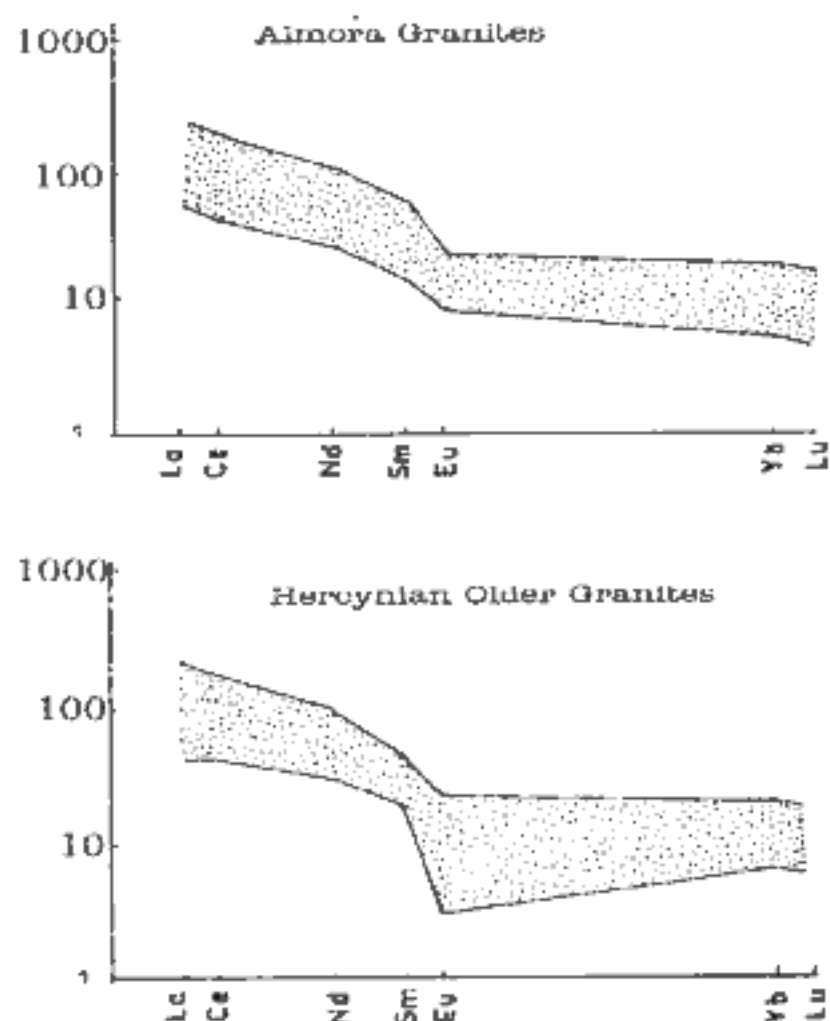 Almora Granites
1000
100
10
1
La Ce Nd Sm Eu Yb Lu
Hercynian Older Granites
1000
100
10
1
La Ce Nd Sm Eu Yb Lu